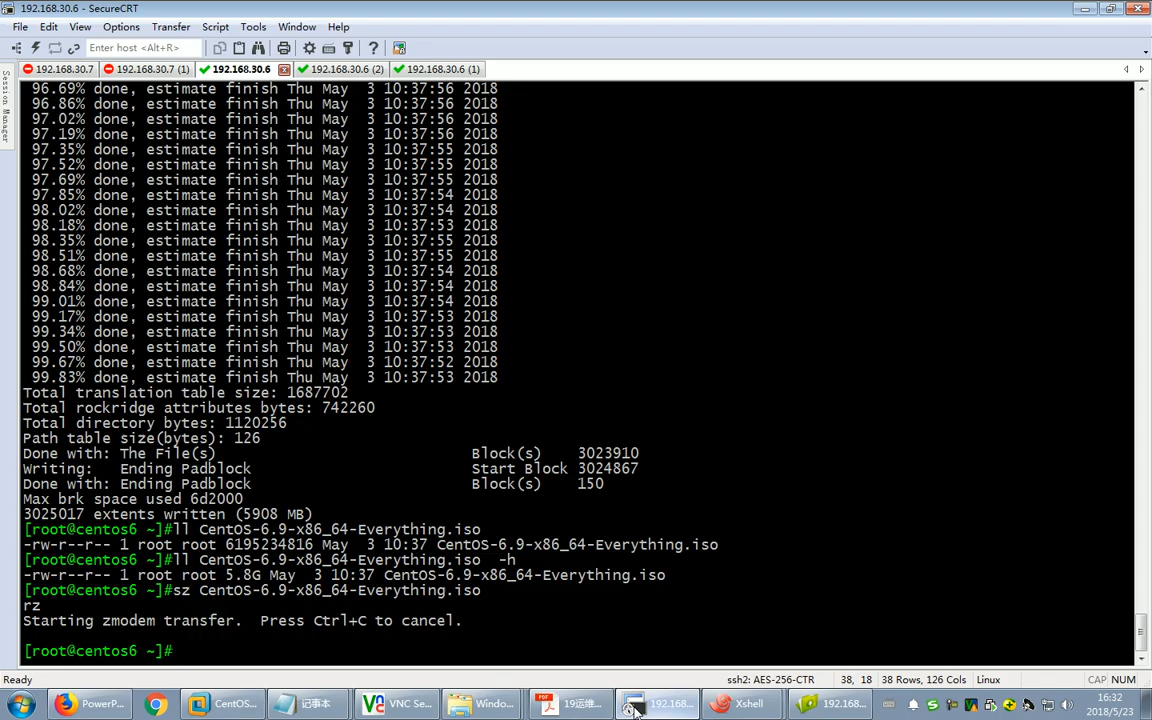 192.168.30.6 - SecureCRT
File Edit View Options Transfer Script Tools Window Help
Enter host <Alt+R>
192.168.30.7 192.168.30.7 (1) 192.168.30.6 192.168.30.6 (2) 192.168.30.6 (1)
Session Manager
96.69% done, estimate finish Thu May  3 10:37:56 2018
96.86% done, estimate finish Thu May  3 10:37:56 2018
97.02% done, estimate finish Thu May  3 10:37:56 2018
97.19% done, estimate finish Thu May  3 10:37:56 2018
97.35% done, estimate finish Thu May  3 10:37:55 2018
97.52% done, estimate finish Thu May  3 10:37:55 2018
97.69% done, estimate finish Thu May  3 10:37:55 2018
97.85% done, estimate finish Thu May  3 10:37:54 2018
98.02% done, estimate finish Thu May  3 10:37:54 2018
98.18% done, estimate finish Thu May  3 10:37:53 2018
98.35% done, estimate finish Thu May  3 10:37:55 2018
98.51% done, estimate finish Thu May  3 10:37:55 2018
98.68% done, estimate finish Thu May  3 10:37:54 2018
98.84% done, estimate finish Thu May  3 10:37:54 2018
99.01% done, estimate finish Thu May  3 10:37:54 2018
99.17% done, estimate finish Thu May  3 10:37:53 2018
99.34% done, estimate finish Thu May  3 10:37:53 2018
99.50% done, estimate finish Thu May  3 10:37:53 2018
99.67% done, estimate finish Thu May  3 10:37:52 2018
99.83% done, estimate finish Thu May  3 10:37:53 2018
Total translation table size: 1687702
Total rockridge attributes bytes: 742260
Total directory bytes: 1120256
Path table size(bytes): 126
Done with: The File(s) Block(s) 3023910
Writing: Ending Padblock Start Block 3024867
Done with: Ending Padblock Block(s) 150
Max brk space used 6d2000
3025017 extents written (5908 MB)
[root@centos6 ~]#ll CentOS-6.9-x86_64-Everything.iso
-rw-r--r-- 1 root root 6195234816 May  3 10:37 CentOS-6.9-x86_64-Everything.iso
[root@centos6 ~]#ll CentOS-6.9-x86_64-Everything.iso  -h
-rw-r--r-- 1 root root 5.8G May  3 10:37 CentOS-6.9-x86_64-Everything.iso
[root@centos6 ~]#sz CentOS-6.9-x86_64-Everything.iso
rz
Starting zmodem transfer.  Press Ctrl+C to cancel.
[root@centos6 ~]#
Ready ssh2: AES-256-CTR 38, 18 38 Rows, 126 Cols Linux CAP NUM
PowerP... CentOS... 记事本 VNC Se... Windo... 19运维... 192.168... Xshell 192.168... 16:32
2018/5/23